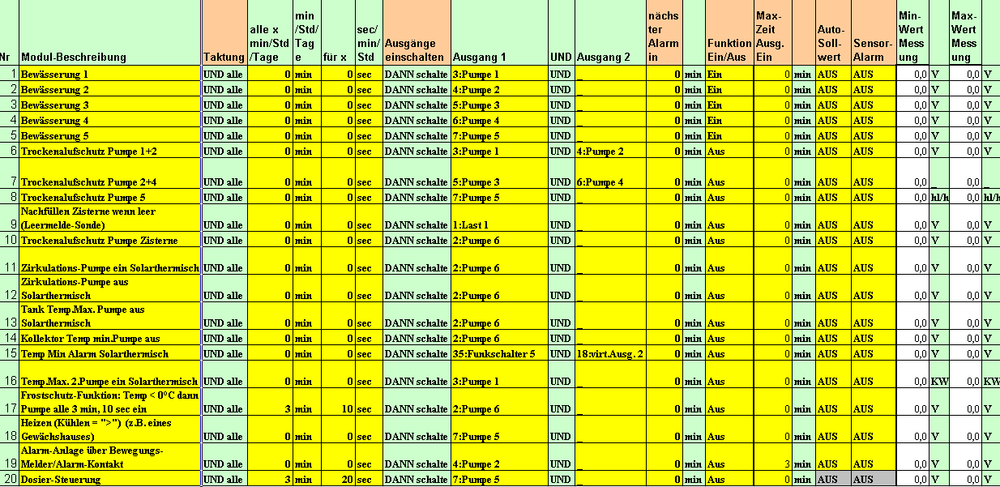 Nr Modul-Beschreibung Taktung alle x min/Std /Tage min /Std/ Tag e für x sec/ min/ Std Ausgänge einschalten Ausgang 1 UND Ausgang 2 nächs ter Alarm in Funktion Ein/Aus Max- Zeit Ausg. Ein Auto- Soll- wert Sensor- Alarm Min- Wert Mess ung Max- Wert Mess ung
1 Bewässerung 1 UND alle 0 min 0 sec DANN schalte 3:Pumpe 1 UND _ 0 min Ein 0 min AUS AUS 0,0 V 0,0 V
2 Bewässerung 2 UND alle 0 min 0 sec DANN schalte 4:Pumpe 2 UND _ 0 min Ein 0 min AUS AUS 0,0 V 0,0 V
3 Bewässerung 3 UND alle 0 min 0 sec DANN schalte 5:Pumpe 3 UND _ 0 min Ein 0 min AUS AUS 0,0 V 0,0 V
4 Bewässerung 4 UND alle 0 min 0 sec DANN schalte 6:Pumpe 4 UND _ 0 min Ein 0 min AUS AUS 0,0 V 0,0 V
5 Bewässerung 5 UND alle 0 min 0 sec DANN schalte 7:Pumpe 5 UND _ 0 min Ein 0 min AUS AUS 0,0 V 0,0 V
6 Trockenalufschutz Pumpe 1+2 UND alle 0 min 0 sec DANN schalte 3:Pumpe 1 UND 4:Pumpe 2 0 min Aus 0 min AUS AUS 0,0 V 0,0 V
7 Trockenalufschutz Pumpe 2+4 UND alle 0 min 0 sec DANN schalte 5:Pumpe 3 UND 6:Pumpe 4 0 min Aus 0 min AUS AUS 0,0 _ 0,0 _
8 Trockenalufschutz Pumpe 5 UND alle 0 min 0 sec DANN schalte 7:Pumpe 5 UND _ 0 min Aus 0 min AUS AUS 0,0 hl/h 0,0 hl/h
Nachfüllen Zisterne wenn leer
9 (Leermelde-Sonde) UND alle 0 min 0 sec DANN schalte 1:Last 1 UND _ 0 min Aus 0 min AUS AUS 0,0 V 0,0 V
10 Trockenalufschutz Pumpe Zisterne UND alle 0 min 0 sec DANN schalte 2:Pumpe 6 UND _ 0 min Aus 0 min AUS AUS 0,0 V 0,0 V
11 Zirkulations-Pumpe ein Solarthermisch UND alle 0 min 0 sec DANN schalte 2:Pumpe 6 UND _ 0 min Aus 0 min AUS AUS 0,0 V 0,0 V
Zirkulations-Pumpe aus
12 Solarthermisch UND alle 0 min 0 sec DANN schalte 2:Pumpe 6 UND _ 0 min Aus 0 min AUS AUS 0,0 V 0,0 V
Tank Temp.Max. Pumpe aus
13 Solarthermisch UND alle 0 min 0 sec DANN schalte 2:Pumpe 6 UND _ 0 min Aus 0 min AUS AUS 0,0 V 0,0 V
14 Kollektor Temp min.Pumpe aus UND alle 0 min 0 sec DANN schalte 2:Pumpe 6 UND _ 0 min Aus 0 min AUS AUS 0,0 V 0,0 V
15 Temp Min Alarm Solarthermisch UND alle 0 min 0 sec DANN schalte 35:Funkschalter 5 UND 18:virt.Ausg. 2 0 min Aus 0 min AUS AUS 0,0 V 0,0 V
16 Temp.Max. 2.Pumpe ein Solarthermisch UND alle 0 min 0 sec DANN schalte 3:Pumpe 1 UND _ 0 min Aus 0 min AUS AUS 0,0 KW 0,0 KW
Frostschutz-Funktion: Temp < 0°C dann
17 Pumpe alle 3 min, 10 sec ein UND alle 3 min 10 sec DANN schalte 2:Pumpe 6 UND _ 0 min Aus 0 min AUS AUS 0,0 V 0,0 V
Heizen (Kühlen = ">") (z.B. eines
18 Gewächshauses) UND alle 0 min 0 sec DANN schalte 7:Pumpe 5 UND _ 0 min Aus 0 min AUS AUS 0,0 V 0,0 V
Alarm-Anlage über Bewegungs-
19 Melder/Alarm-Kontakt UND alle 0 min 0 sec DANN schalte 4:Pumpe 2 UND _ 0 min Aus 3 min AUS AUS 0,0 V 0,0 V
20 Dosier-Steuerung UND alle 3 min 20 sec DANN schalte 7:Pumpe 5 UND _ 0 min Aus 0 min AUS AUS 0,0 V 0,0 V